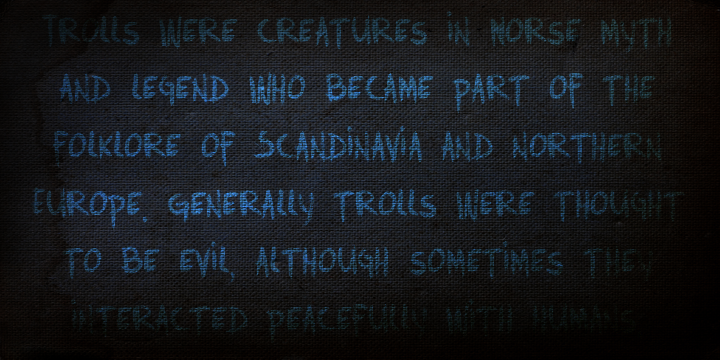 TROLLS WERE CREATURES IN NORSE MYTH
AND LEGEND WHO BECAME PART OF THE
FOLKLORE OF SCANDINAVIA AND NORTHERN
EUROPE. GENERALLY TROLLS WERE THOUGHT
TO BE EVIL, ALTHOUGH SOMETIMES THEY
INTERACTED PEACEFULLY WITH HUMANS